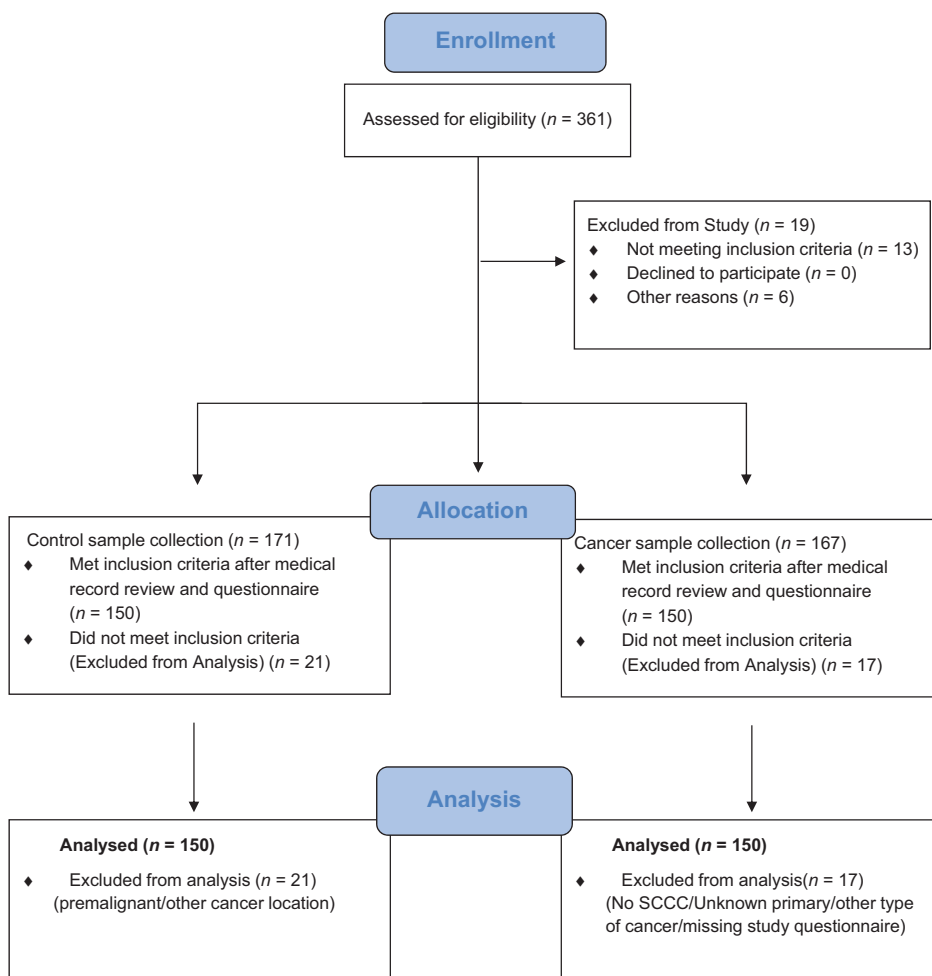 Enrollment
Assessed for eligibility (n = 361)
Excluded from Study (n = 19)
♦ Not meeting inclusion criteria (n = 13)
♦ Declined to participate (n = 0)
♦ Other reasons (n = 6)
Allocation
Control sample collection (n = 171)
♦ Met inclusion criteria after medical
record review and questionnaire
(n = 150)
♦ Did not meet inclusion criteria
(Excluded from Analysis) (n = 21)
Cancer sample collection (n = 167)
♦ Met inclusion criteria after medical
record review and questionnaire
(n = 150)
♦ Did not meet inclusion criteria
(Excluded from Analysis) (n = 17)
Analysis
Analysed (n = 150)
♦ Excluded from analysis (n = 21)
(premalignant/other cancer location)
Analysed (n = 150)
♦ Excluded from analysis(n = 17)
(No SCCC/Unknown primary/other type
of cancer/missing study questionnaire)